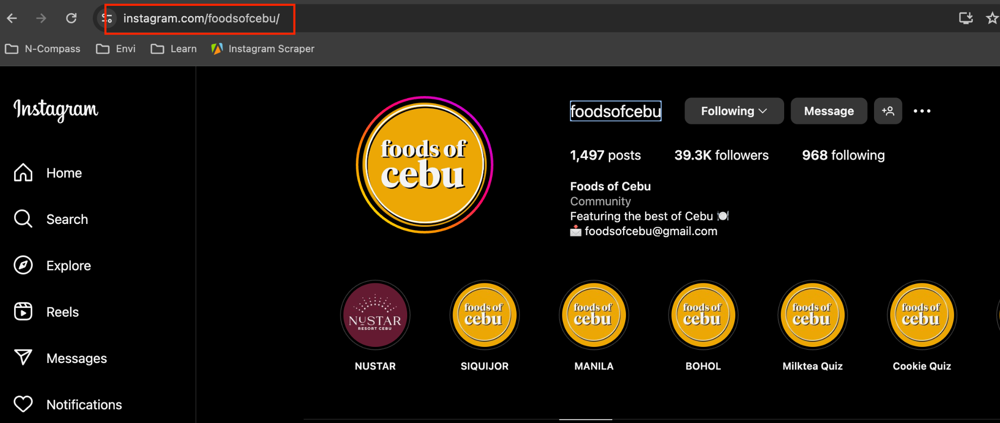 instagram.com/foodsofcebu/
N-Compass Envi Learn Instagram Scraper
Instagram
Home
Search
Explore
Reels
Messages
Notifications
foods of
cebu
foodsofcebu Following Message
1,497 posts 39.3K followers 968 following
Foods of Cebu
Community
Featuring the best of Cebu 🍽️
📩 foodsofcebu@gmail.com
NUSTAR
RESORT CEBU
NUSTAR
foods of
cebu
SIQUIJOR
foods of
cebu
MANILA
foods of
cebu
BOHOL
foods of
cebu
Milktea Quiz
foods of
cebu
Cookie Quiz